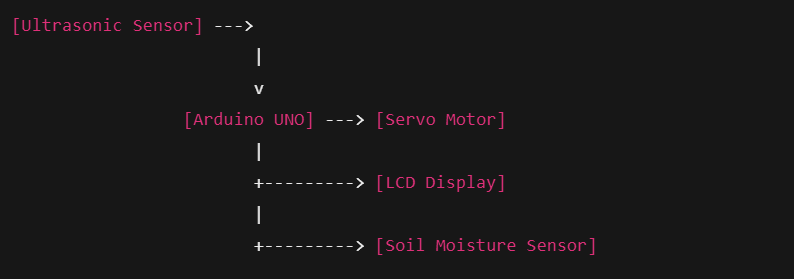 [Ultrasonic Sensor] --->
                        |
                        v
                 [Arduino UNO] ---> [Servo Motor]
                        |
                        +---------> [LCD Display]
                        |
                        +---------> [Soil Moisture Sensor]